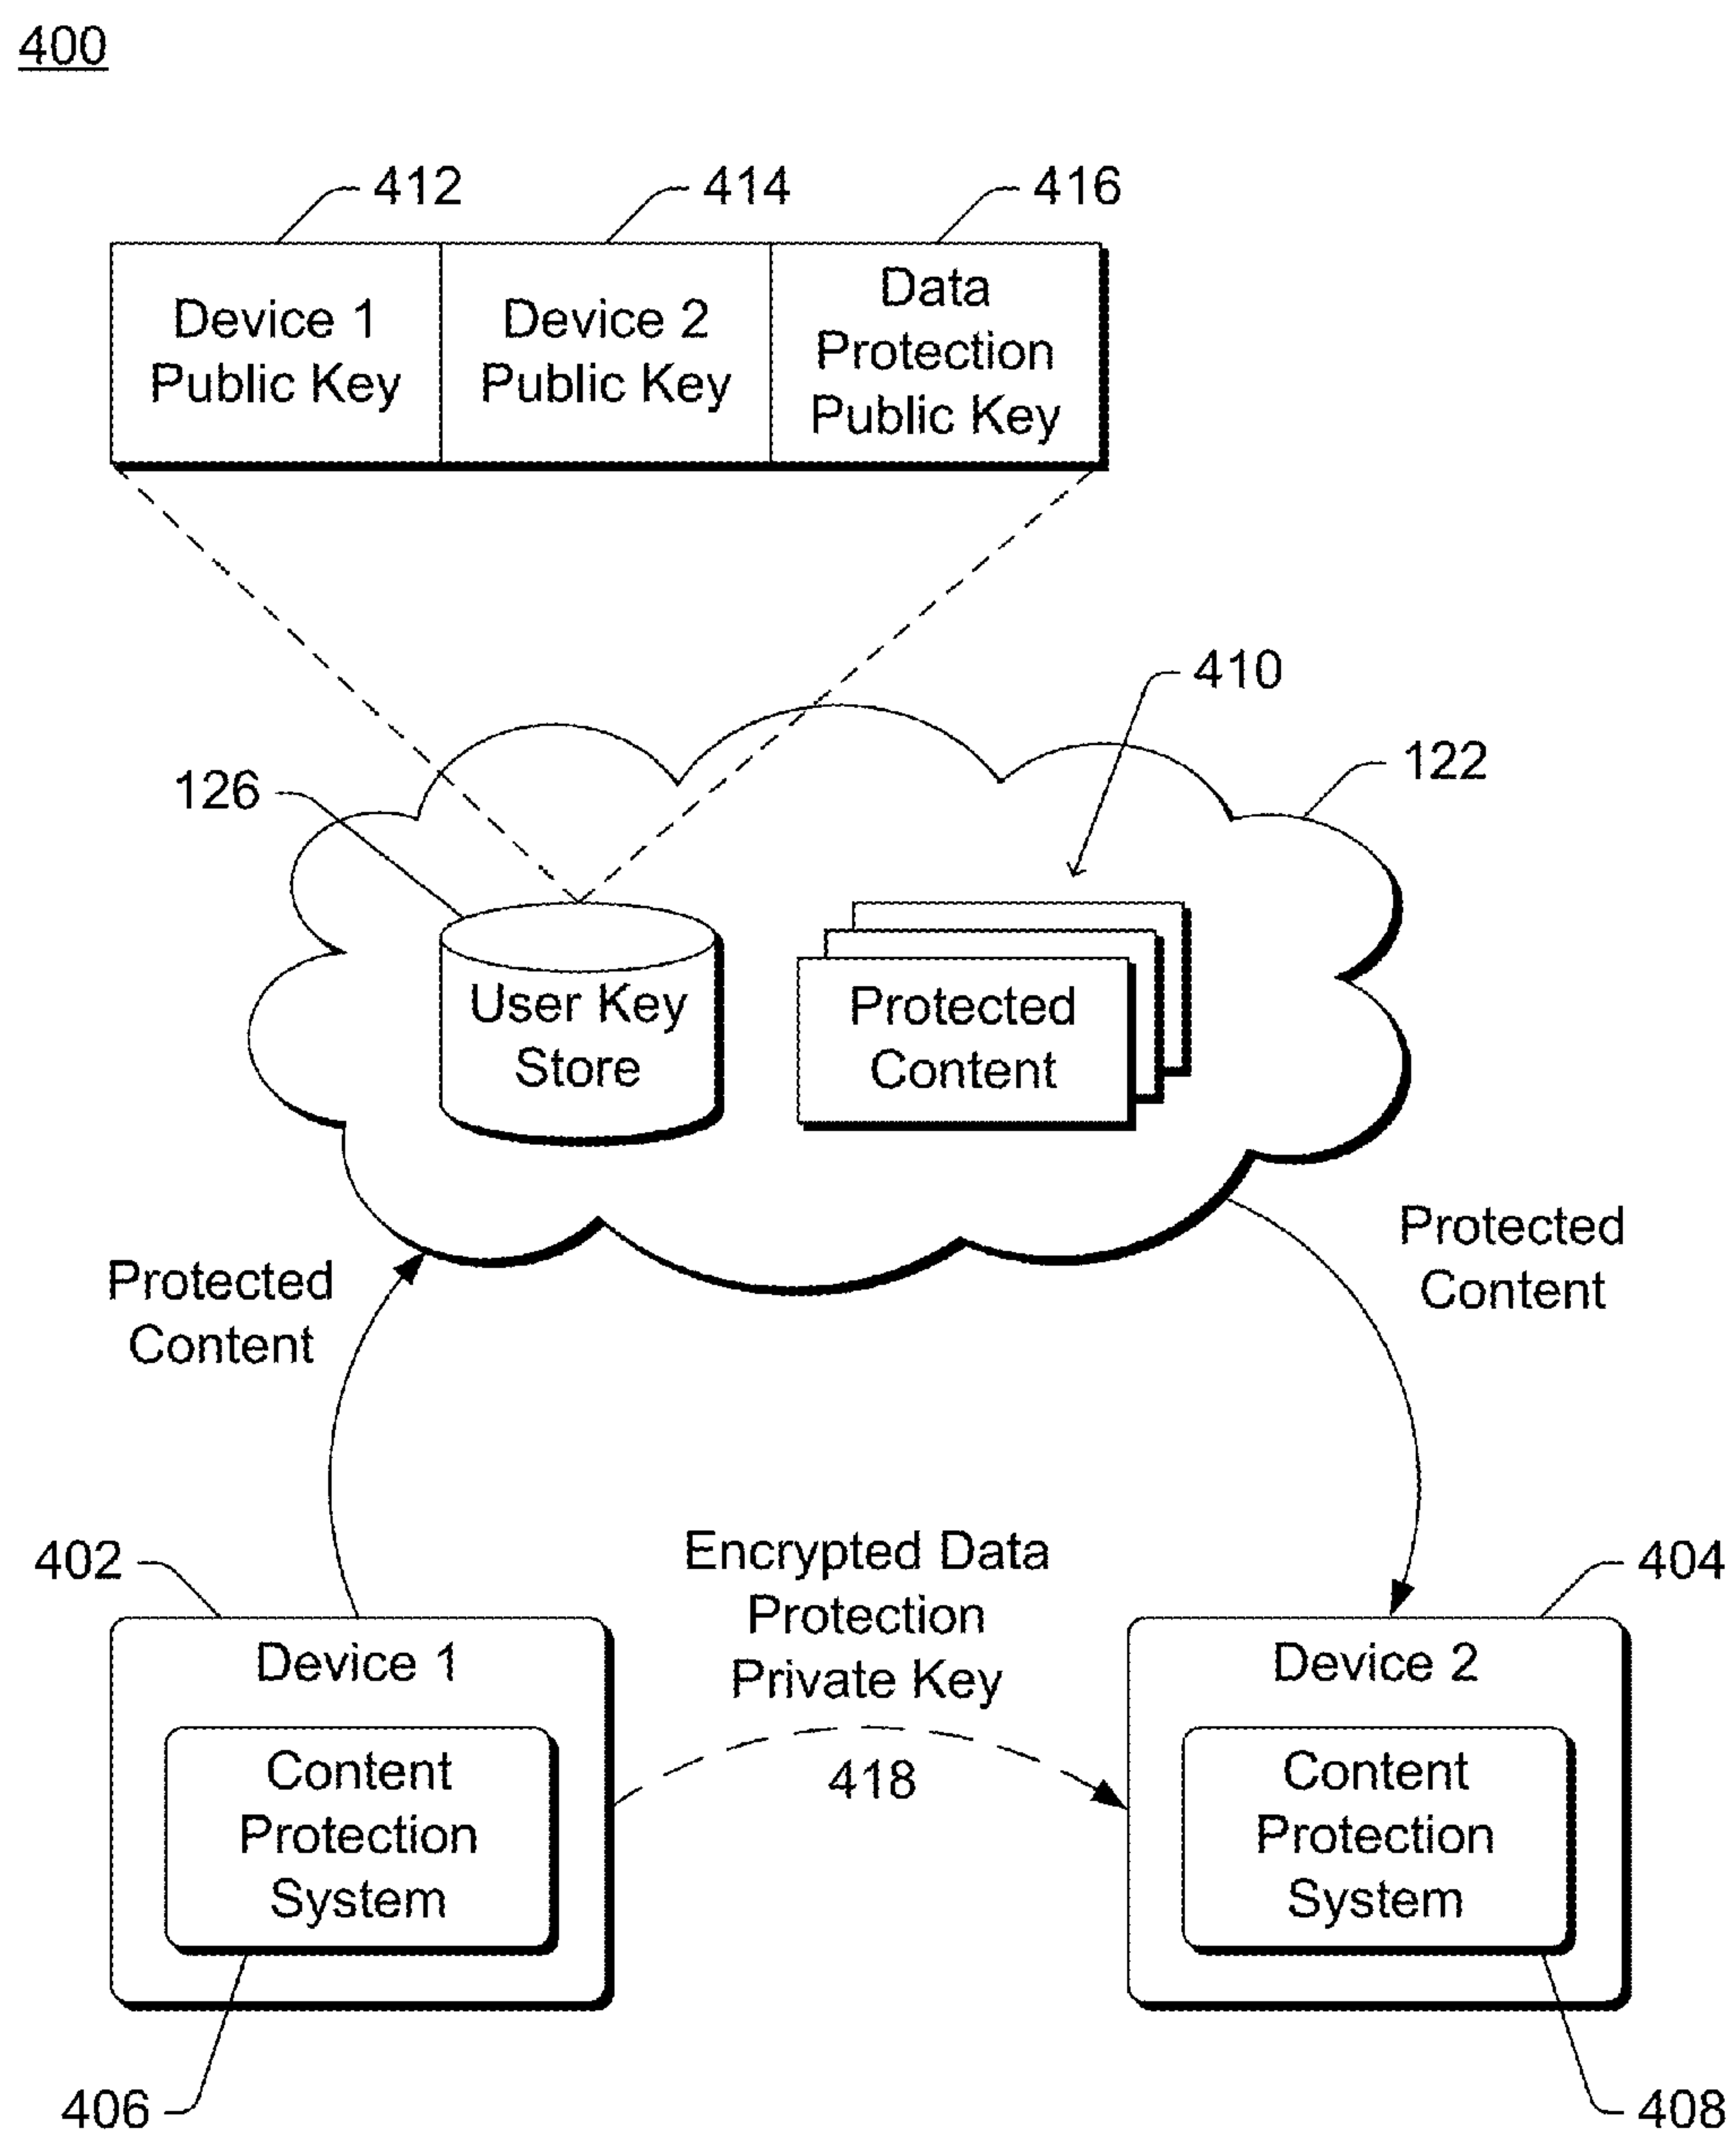 400
412
414
416
Device 1
Public Key
Device 2
Public Key
Data
Protection
Public Key
410
122
126
User Key
Store
Protected
Content
Protected
Content
Protected
Content
402
Encrypted Data
Protection
Private Key
418
404
Device 1
Content
Protection
System
Device 2
Content
Protection
System
406
408